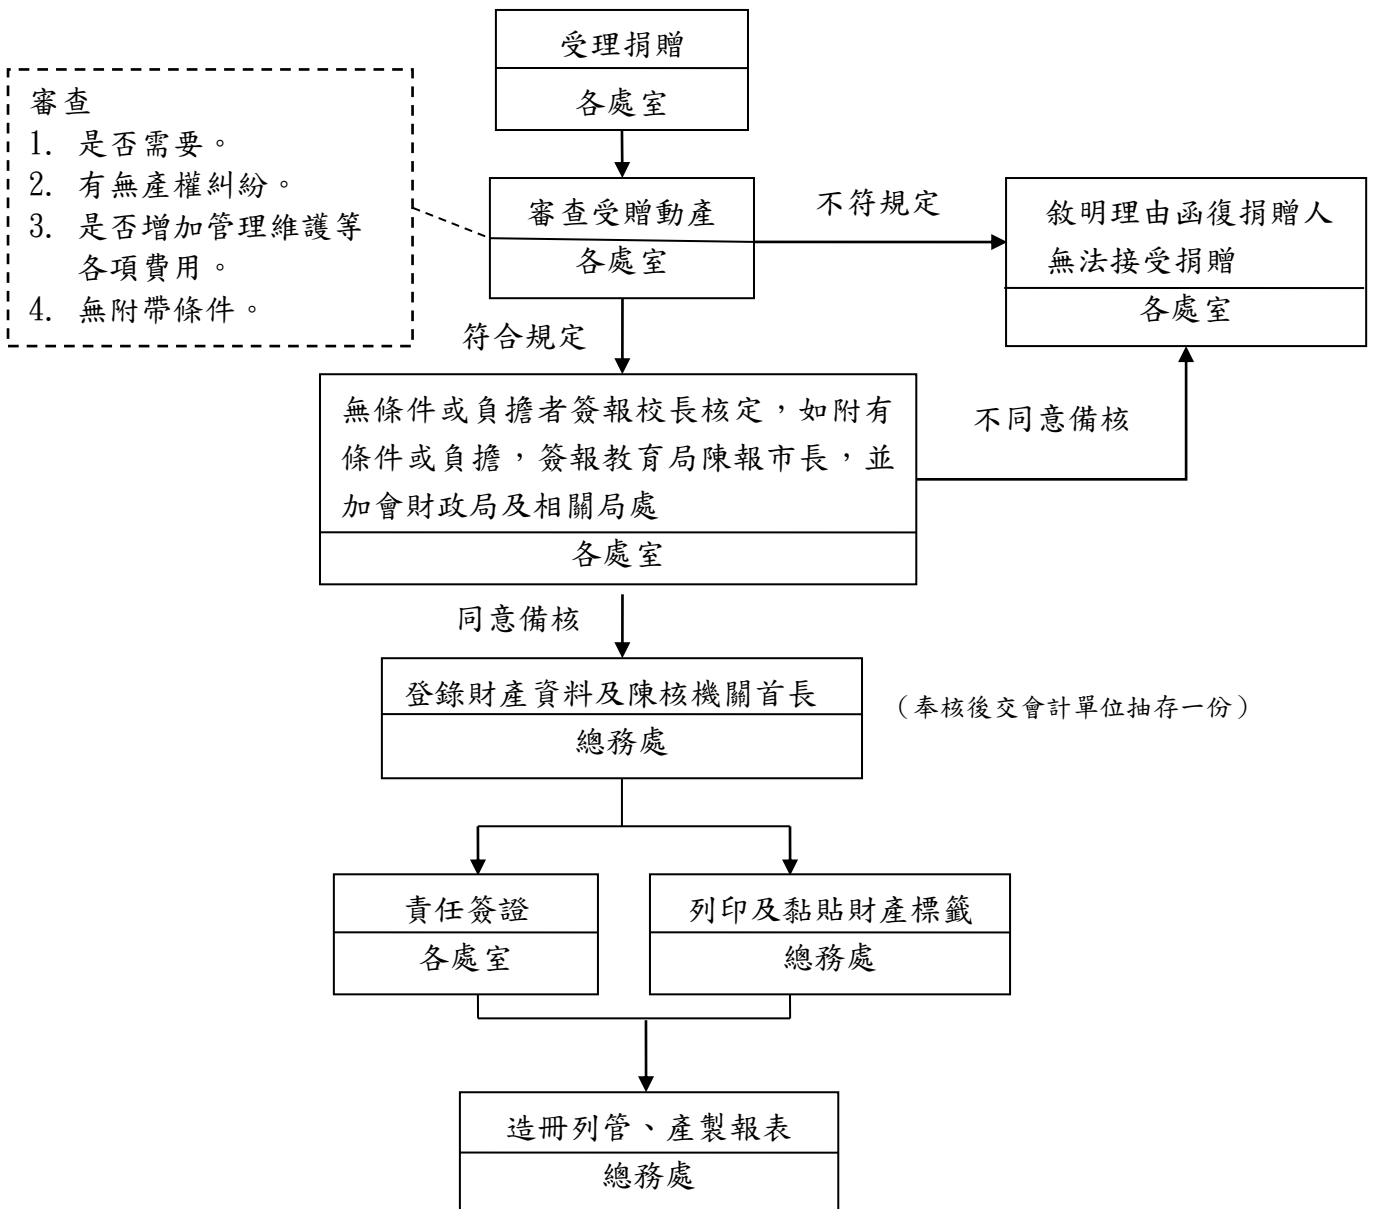 受理捐贈
各處室
審查
1. 是否需要。
2. 有無產權糾紛。
3. 是否增加管理維護等
各項費用。
4. 無附帶條件。
審查受贈動產
各處室
不符規定
敘明理由函復捐贈人
無法接受捐贈
各處室
符合規定
無條件或負擔者簽報校長核定，如附有
條件或負擔，簽報教育局陳報市長，並
加會財政局及相關局處
各處室
不同意備核
同意備核
登錄財產資料及陳核機關首長
總務處
（奉核後交會計單位抽存一份）
責任簽證
各處室
列印及黏貼財產標籤
總務處
造冊列管、產製報表
總務處